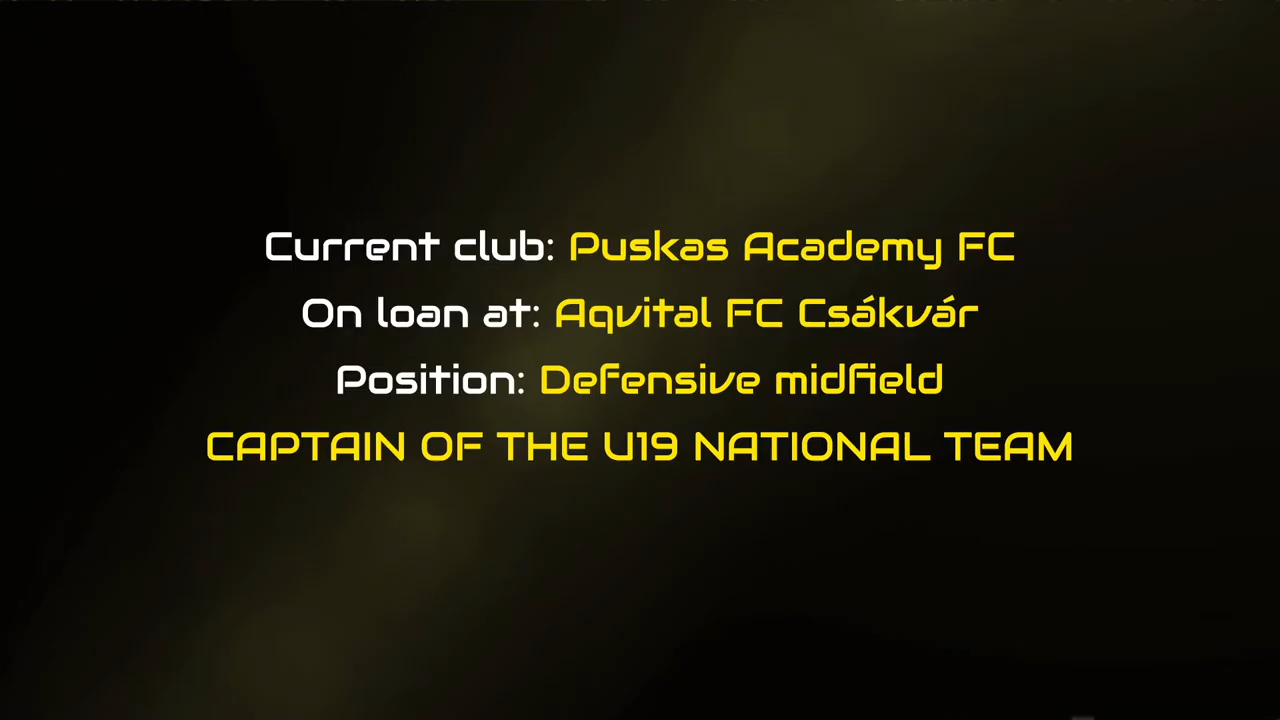 Current club: Puskas Academy FC
On loan at: Aqvital FC Csákvár
Position: Defensive midfield
CAPTAIN OF THE U19 NATIONAL TEAM